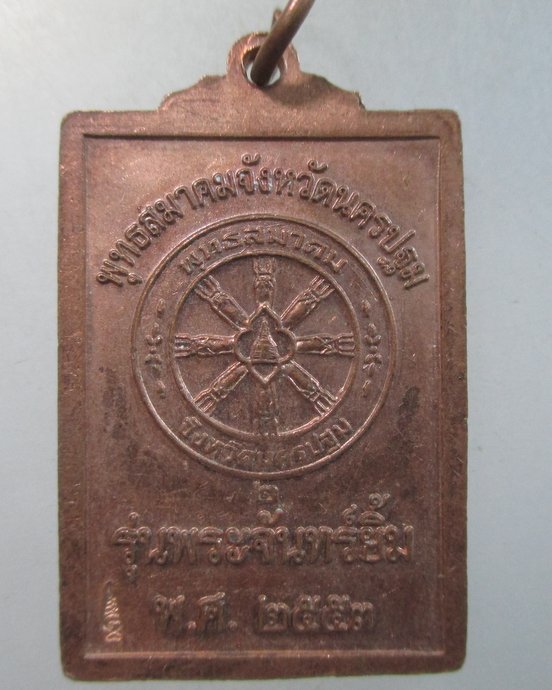 พุทธสมาคมจังหวัดนครปฐม
พุทธสมาคม
จังหวัดนครปฐม
๒
รุ่นพระจันทร์ยิ้ม
พ.ศ. ๒๕๕๓